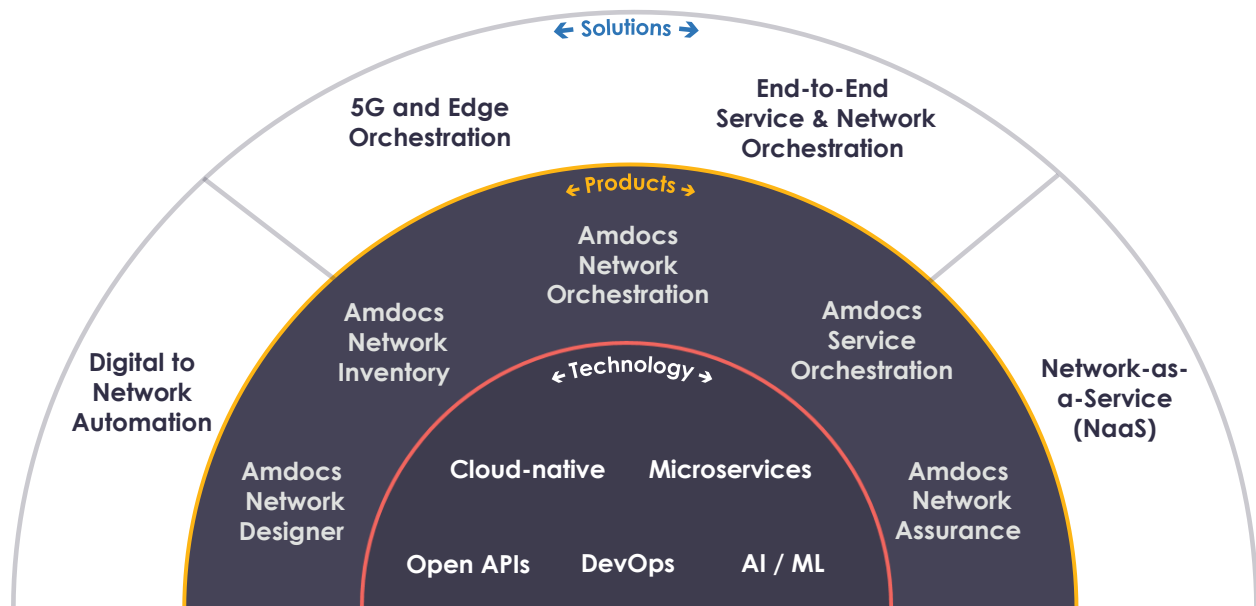 ← Solutions →
5G and Edge
Orchestration
End-to-End
Service & Network
Orchestration
Digital to
Network
Automation
Network-as-
a-Service
(NaaS)
← Products →
Amdocs
Network
Orchestration
Amdocs
Network
Inventory
Amdocs
Service
Orchestration
Amdocs
Network
Designer
Amdocs
Network
Assurance
← Technology →
Cloud-native
Microservices
Open APIs
DevOps
AI / ML